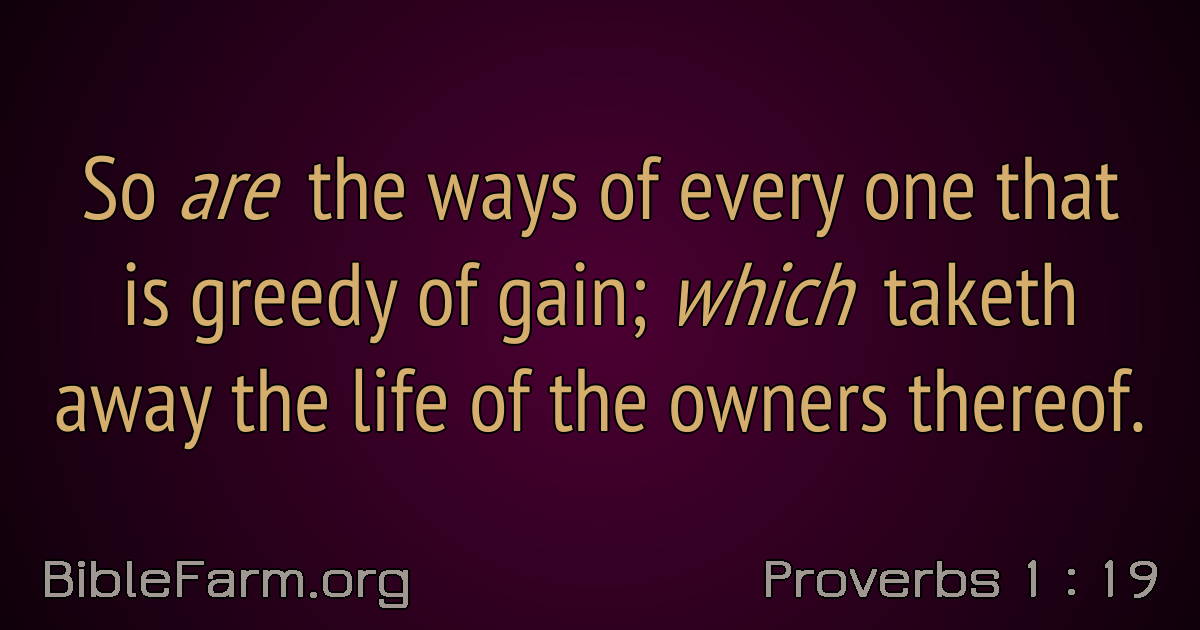 So are the ways of every one that
is greedy of gain; which taketh
away the life of the owners thereof.
BibleFarm.org
Proverbs 1 : 19